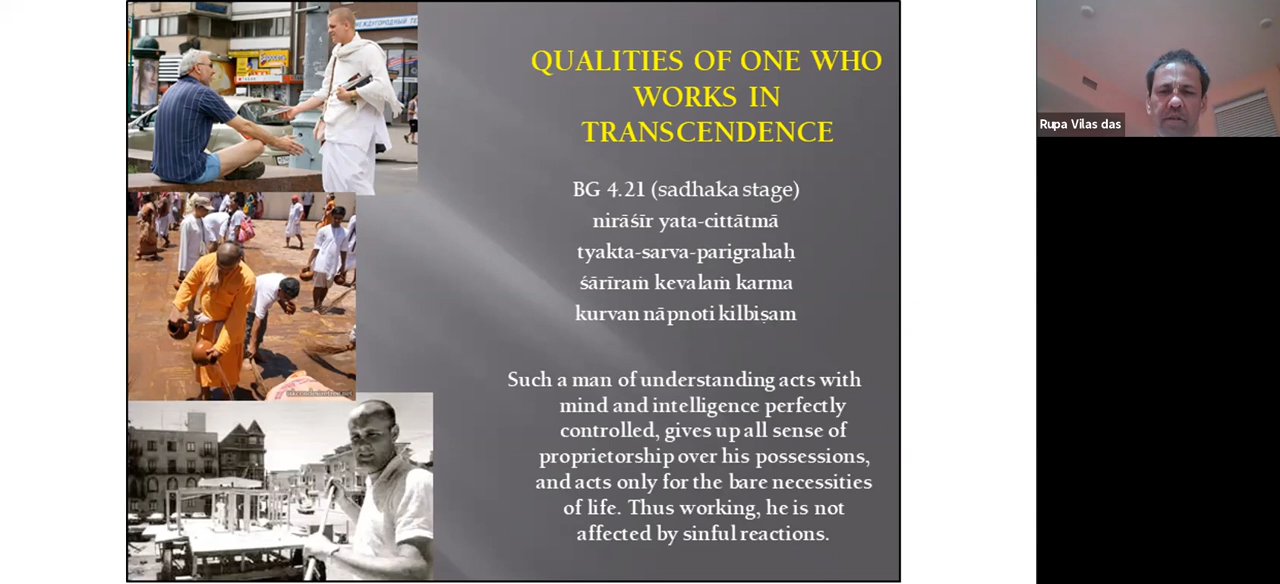 QUALITIES OF ONE WHO
WORKS IN
TRANSCENDENCE
BG 4.21 (sadhaka stage)
nirāśīr yata-cittātmā
tyakta-sarva-parigrahaḥ
śārīraṁ kevalaṁ karma
kurvan nāpnoti kilbiṣam
Such a man of understanding acts with
mind and intelligence perfectly
controlled, gives up all sense of
proprietorship over his possessions,
and acts only for the bare necessities
of life. Thus working, he is not
affected by sinful reactions.
Rupa Vilas das